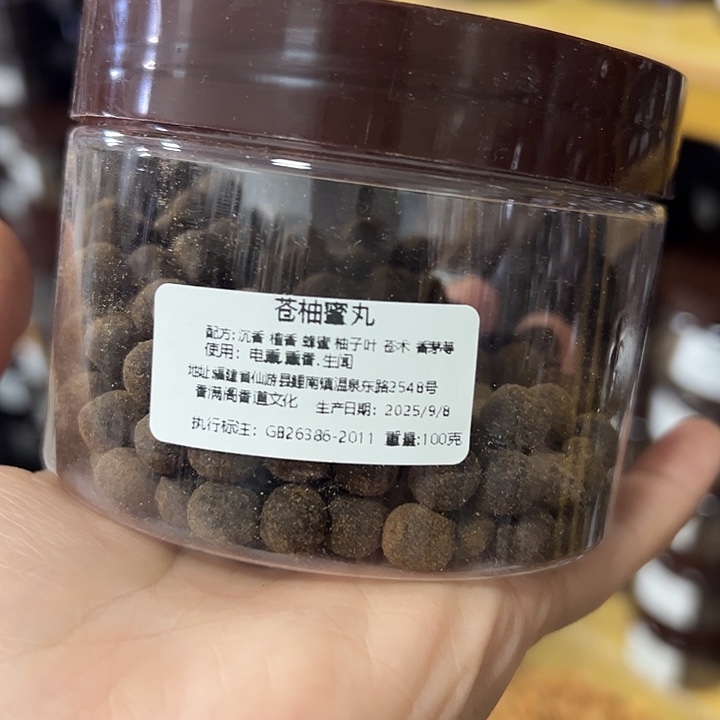 苍柚蜜丸
配方:沉香 檀香 蜂蜜 柚子叶 苍术 香茅等
使用: 电熏,熏香.生闻
地址福建省仙游县鲤南镇温泉东路2548号
香满阁香道文化 生产日期: 2025/9/8
执行标注: GB26386-2011 重量:100克